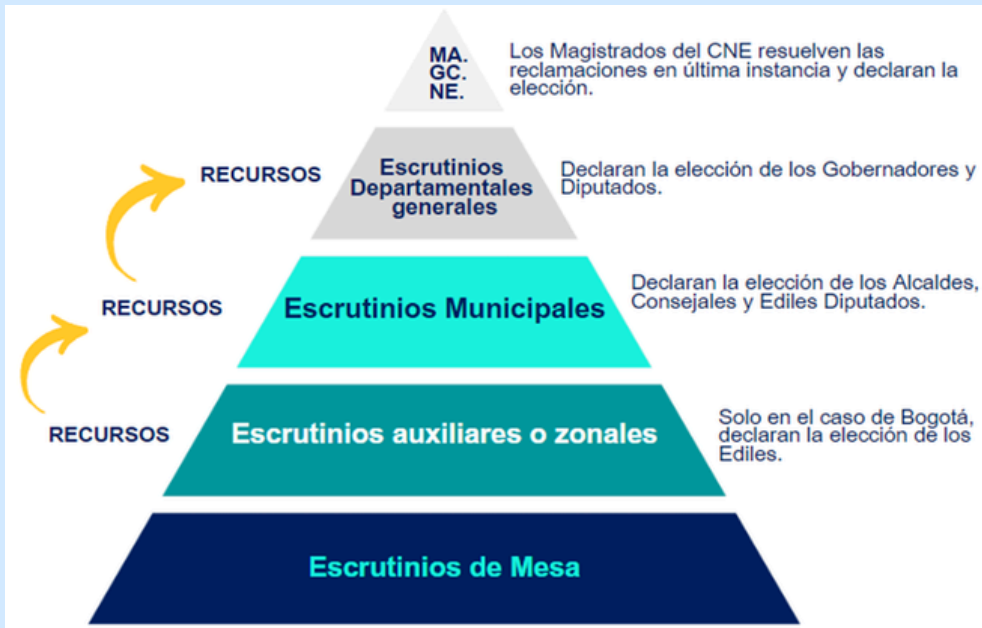 MA.
GC.
NE.
Los Magistrados del CNE resuelven las
reclamaciones en última instancia y declaran la
elección.
RECURSOS
Escrutinios
Departamentales
generales
Declaran la elección de los Gobernadores y
Diputados.
RECURSOS
Escrutinios Municipales
Declaran la elección de los Alcaldes,
Consejales y Ediles Diputados.
RECURSOS
Escrutinios auxiliares o zonales
Solo en el caso de Bogotá,
declaran la elección de los
Ediles.
Escrutinios de Mesa